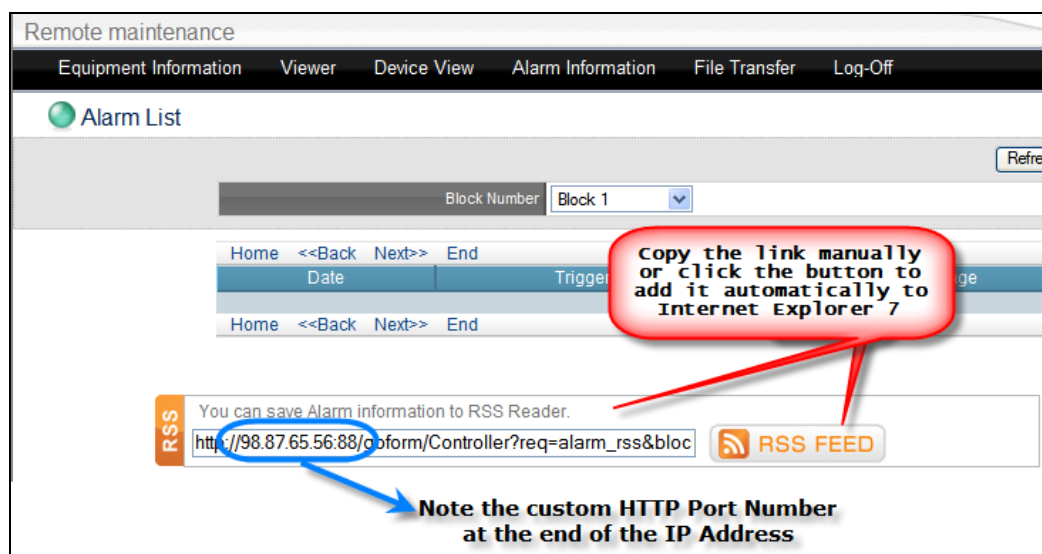 Remote maintenance
Equipment Information Viewer Device View Alarm Information File Transfer Log-Off
Alarm List
Refre
Block Number Block 1
Home <<Back Next>> End
Copy the link manually
or click the button to
add it automatically to
Internet Explorer 7
Date Trigger age
Home <<Back Next>> End
RSS
You can save Alarm information to RSS Reader.
http://98.87.65.56:88/goform/Controller?req=alarm_rss&bloc
RSS FEED
Note the custom HTTP Port Number
at the end of the IP Address